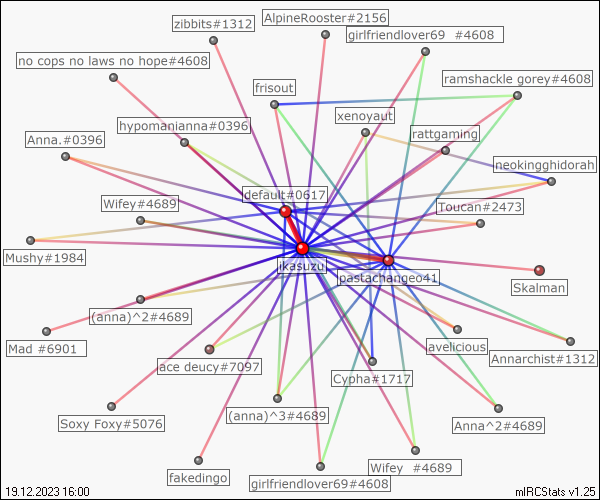 zibbits#1312
AlpineRooster#2156
girlfriendlover69 #4608
no cops no laws no hope#4608
frisout
ramshackle gorey#4608
hypomanianna#0396
xenoyaut
rattgaming
Anna.#0396
neokingghidorah
default#0617
Wifey#4689
Toucan#2473
Mushy#1984
ikasuzu
pastachangeo41
Skalman
(anna)^2#4689
Mad #6901
avelicious
Annarchist#1312
ace deucy#7097
Cypha#1717
Soxy Foxy#5076
(anna)^3#4689
Anna^2#4689
fakedingo
girlfriendlover69#4608
Wifey #4689
19.12.2023 16:00
mIRCStats v1.25